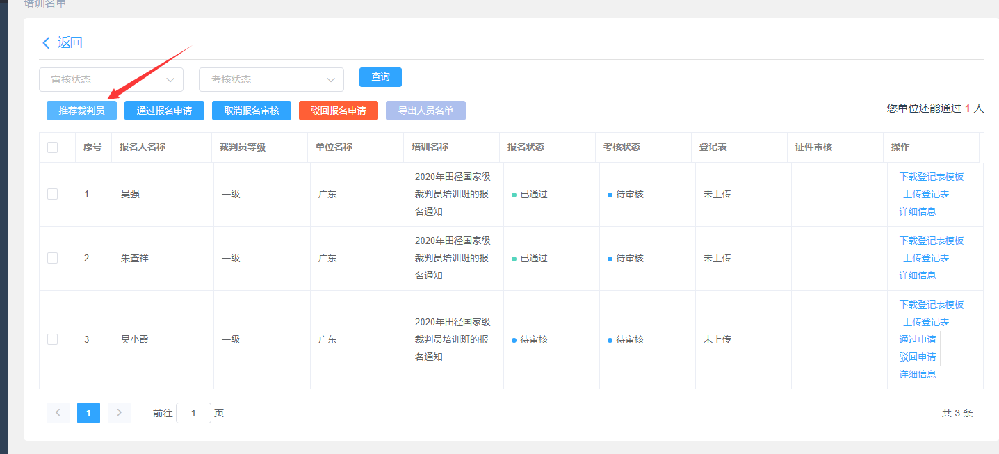 培训名单
返回
审核状态 考核状态 查询
推荐裁判员 通过报名申请 取消报名审核 驳回报名申请 导出人员名单 您单位还能通过 1 人
序号 报名人名称 裁判员等级 单位名称 培训名称 报名状态 考核状态 登记表 证件审核 操作
2020年田径国家级 下载登记表模板
1 吴强 一级 广东 裁判员培训班的报 已通过 待审核 未上传 上传登记表
名通知 详细信息
2020年田径国家级 下载登记表模板
2 朱查祥 一级 广东 裁判员培训班的报 已通过 待审核 未上传 上传登记表
名通知 详细信息
下载登记表模板
2020年田径国家级 上传登记表
3 吴小霞 一级 广东 裁判员培训班的报 待审核 待审核 未上传 通过申请
名通知 驳回申请
详细信息
1 前往 1 页 共 3 条